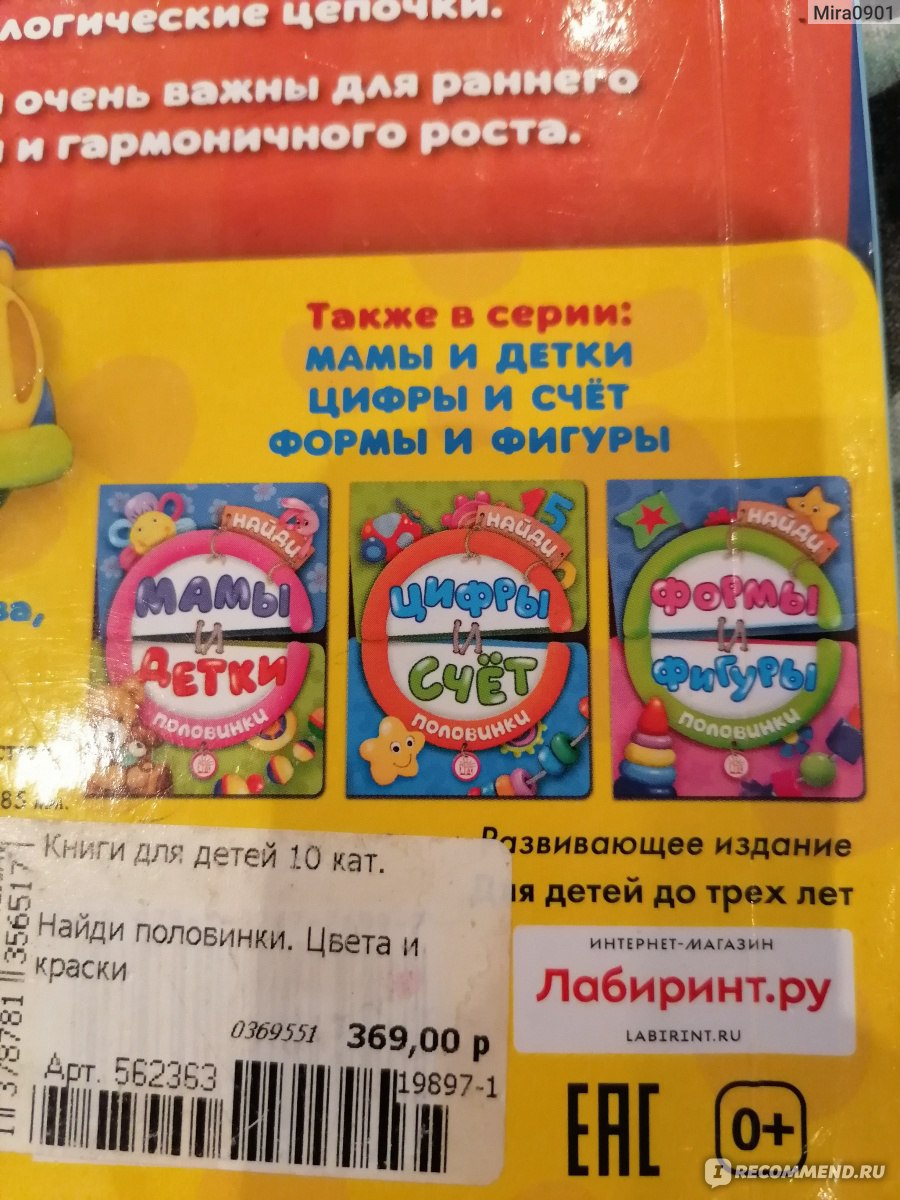 Mira0901
логические цепочки.
очень важны для раннего
и гармоничного роста.
Также в серии:
МАМЫ И ДЕТКИ
ЦИФРЫ И СЧЁТ
ФОРМЫ И ФИГУРЫ
НАЙДИ
МАМЫ
И
ДЕТКИ
ПОЛОВИНКИ
НАЙДИ
ЦИФРЫ
И
СЧЁТ
ПОЛОВИНКИ
НАЙДИ
ФОРМЫ
И
ФИГУРЫ
ПОЛОВИНКИ
Развивающее издание
Для детей до трех лет
Книги для детей 10 кат.
Найди половинки. Цвета и
краски
0369551 369,00 р
Арт. 562363
19897-1
ИНТЕРНЕТ-МАГАЗИН
Лабиринт.ру
LABIRINT.RU
EAC
0+
IRECOMMEND.RU